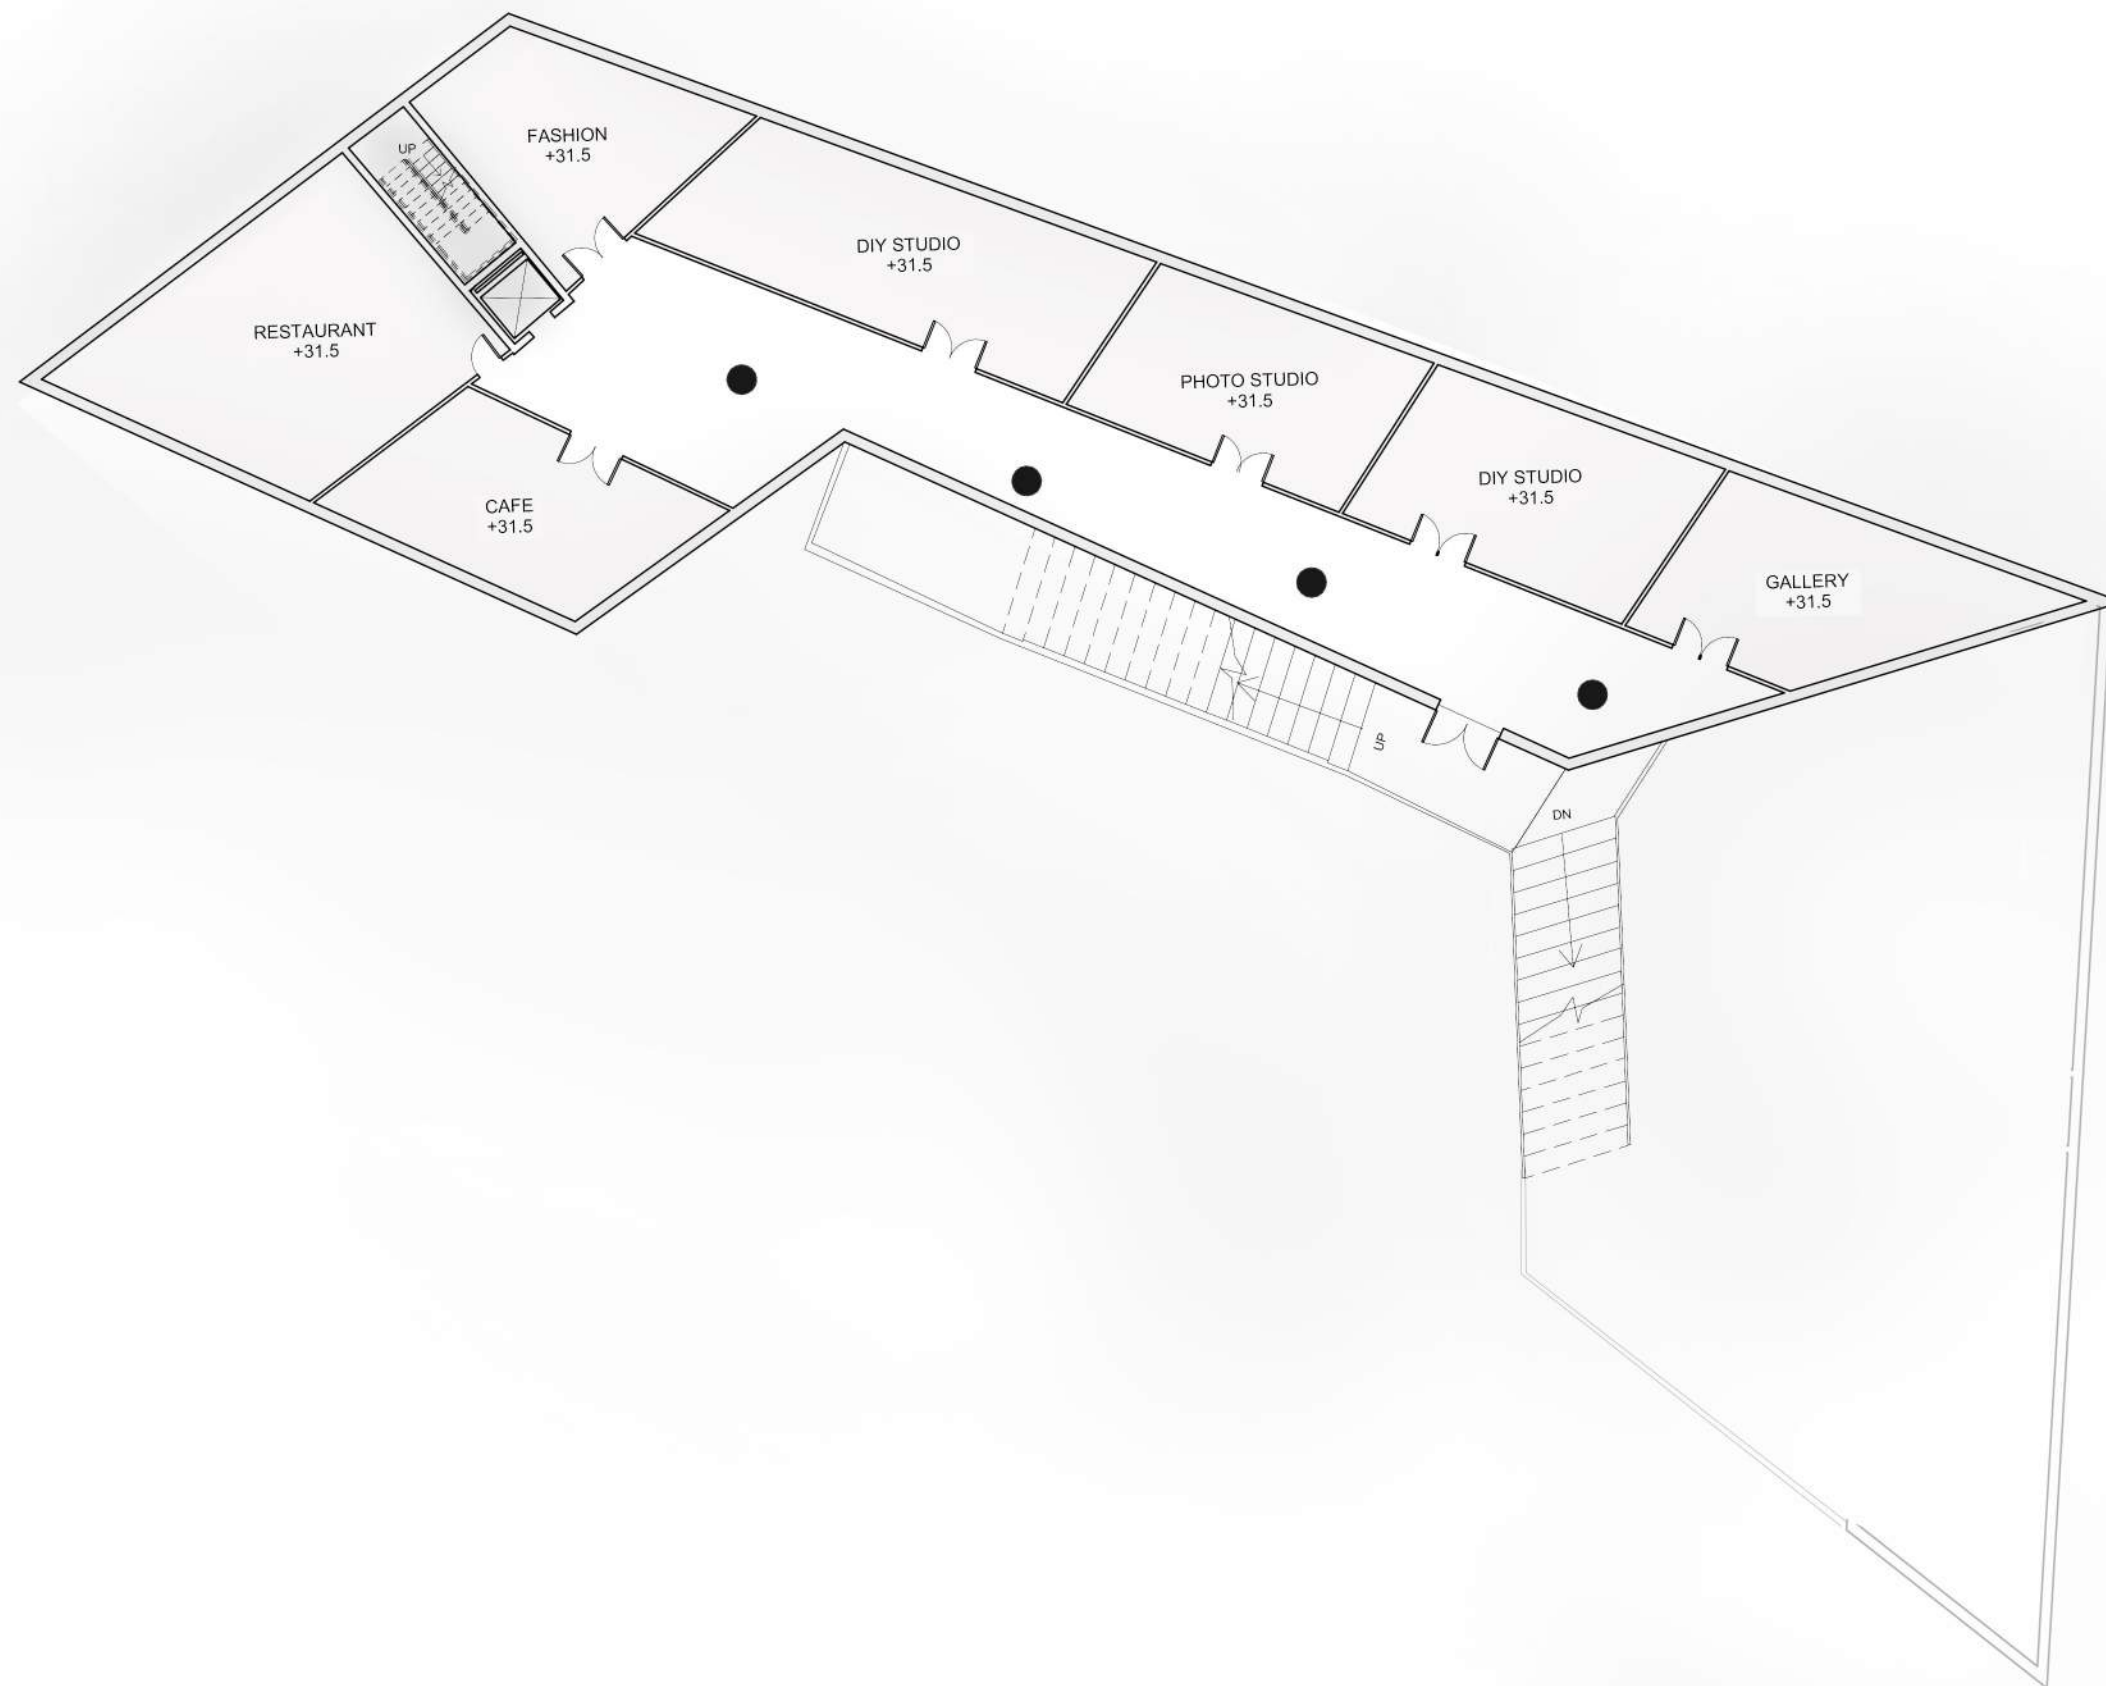 FASHION
+31.5
UP
DIY STUDIO
+31.5
RESTAURANT
+31.5
PHOTO STUDIO
+31.5
DIY STUDIO
+31.5
CAFE
+31.5
GALLERY
+31.5
UP
DN